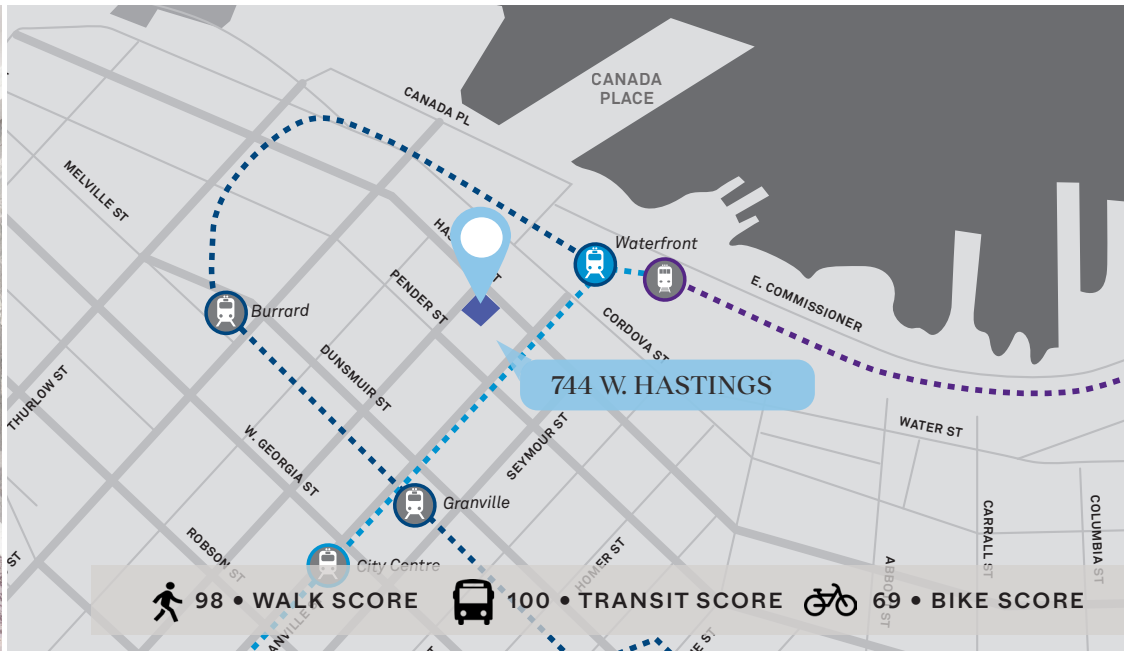 CANADA
PLACE
CANADA PL
MELVILLE ST
Waterfront
PENDER ST
E. COMMISSIONER
Burrard
CORDOVA ST
DUNSMUIR ST
THURLOW ST
744 W. HASTINGS
SEYMOUR ST
WATER ST
W. GEORGIA ST
Granville
CARRALL ST
COLUMBIA ST
ROBSON ST
City Centre
HOMER ST
ST
98 • WALK SCORE
100 • TRANSIT SCORE
69 • BIKE SCORE